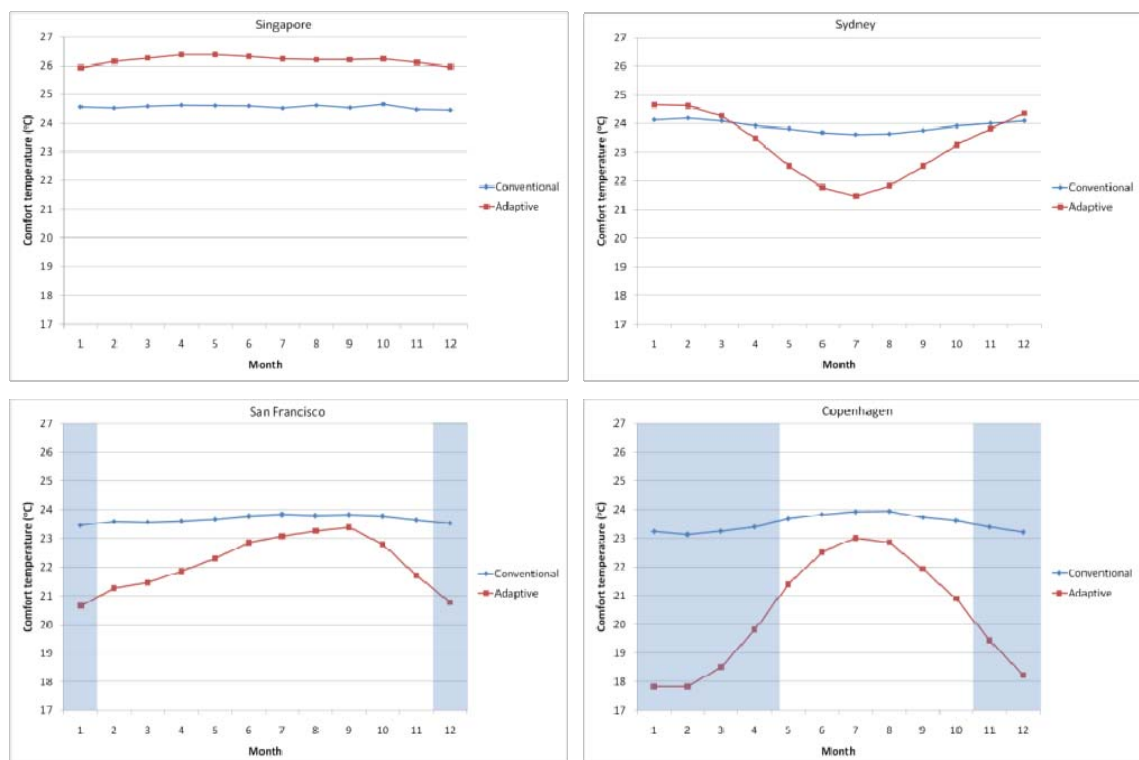 Singapore
27
26
25
24
23
22
21
20
19
18
17
Comfort temperature (°C)
1 2 3 4 5 6 7 8 9 10 11 12
Month
Conventional
Adaptive
Sydney
27
26
25
24
23
22
21
20
19
18
17
Comfort temperature (°C)
1 2 3 4 5 6 7 8 9 10 11 12
Month
Conventional
Adaptive
San Francisco
27
26
25
24
23
22
21
20
19
18
17
Comfort temperature (°C)
1 2 3 4 5 6 7 8 9 10 11 12
Month
Conventional
Adaptive
Copenhagen
27
26
25
24
23
22
21
20
19
18
17
Comfort temperature (°C)
1 2 3 4 5 6 7 8 9 10 11 12
Month
Conventional
Adaptive